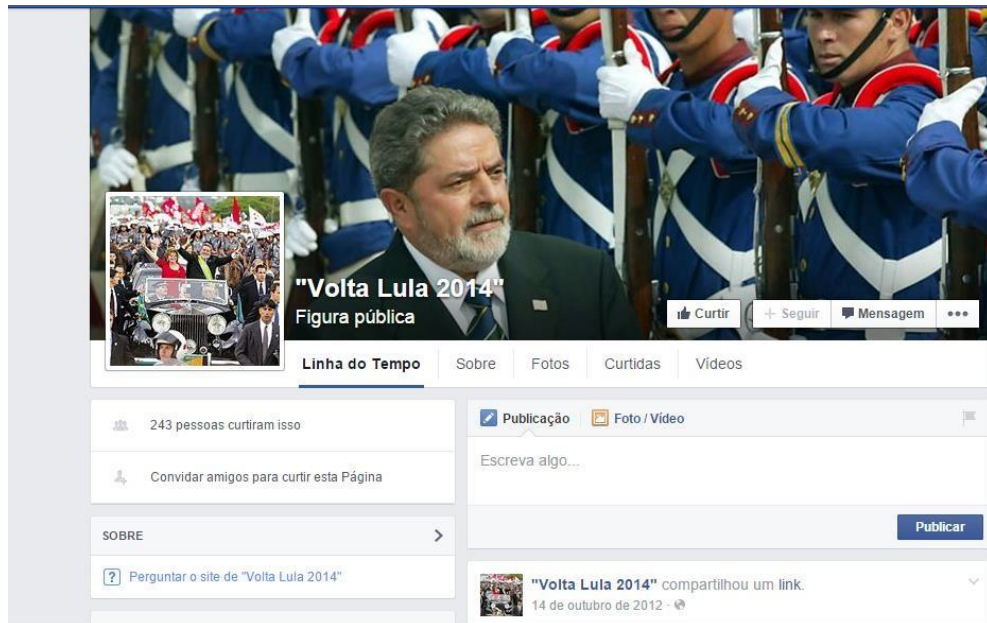 "Volta Lula 2014"
Figura pública
Curtir
Seguir
Mensagem
Linha do Tempo
Sobre
Fotos
Curtidas
Vídeos
243 pessoas curtiram isso
Convidar amigos para curtir esta Página
SOBRE
Perguntar o site de "Volta Lula 2014"
Publicação
Foto / Vídeo
Escreva algo...
Publicar
"Volta Lula 2014" compartilhou um link.
14 de outubro de 2012 ·